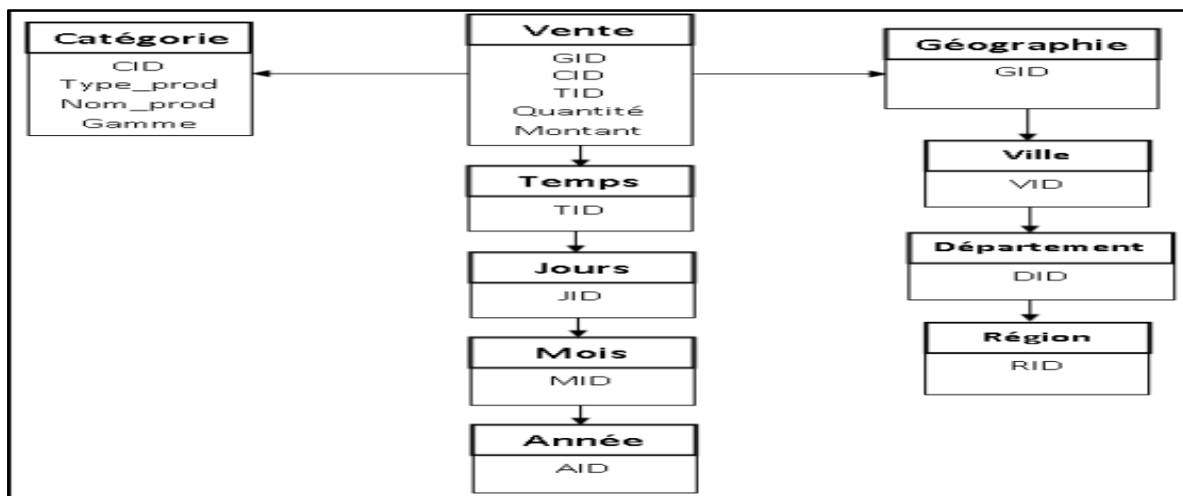 Catégorie
CID
Type_prod
Nom_prod
Gamme
Vente
GID
CID
TID
Quantité
Montant
Géographie
GID
Temps
TID
Jours
JID
Mois
MID
Année
AID
Ville
VID
Département
DID
Région
RID